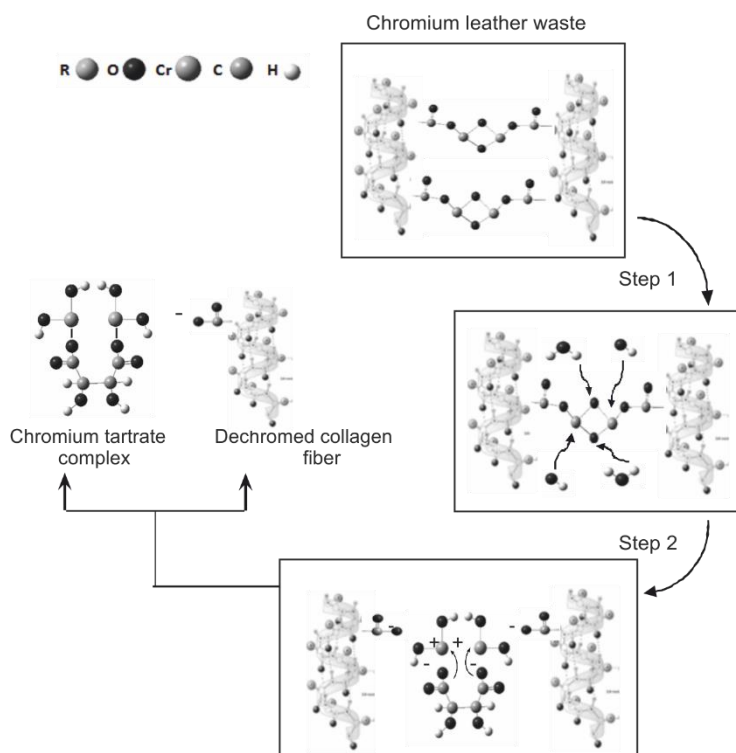 Chromium leather waste
R O Cr C H
Step 1
-
Chromium tartrate
complex
Dechromed collagen
fiber
Step 2
- + + -
- -